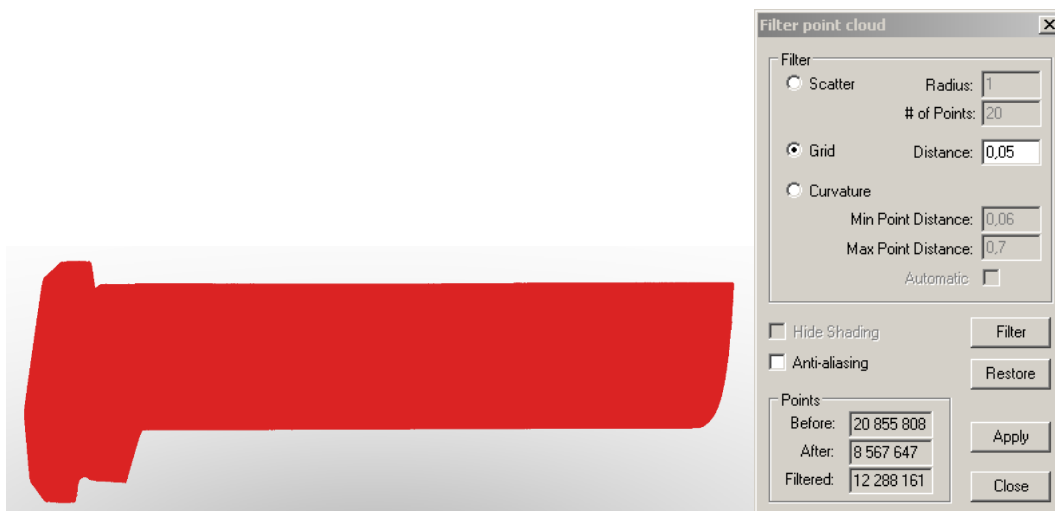 Filter point cloud
Filter
Scatter Radius: 1
# of Points: 20
Grid Distance: 0,05
Curvature
Min Point Distance: 0,06
Max Point Distance: 0,7
Automatic
Hide Shading Filter
Anti-aliasing
Restore
Points
Before: 20 855 808
After: 8 567 647 Apply
Filtered: 12 288 161 Close